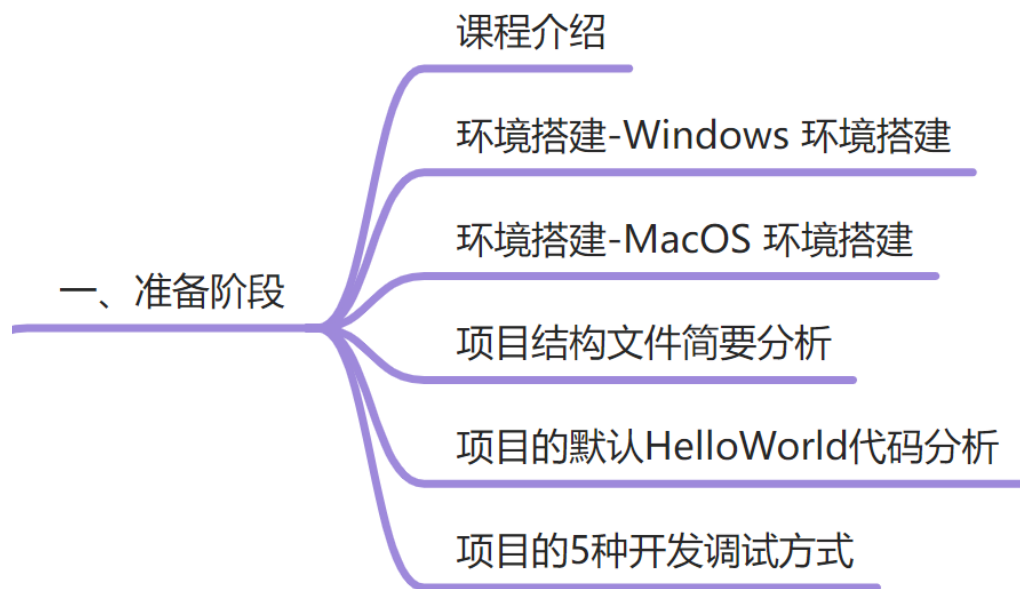 课程介绍
环境搭建-Windows 环境搭建
环境搭建-MacOS 环境搭建
一、准备阶段
项目结构文件简要分析
项目的默认HelloWorld代码分析
项目的5种开发调试方式